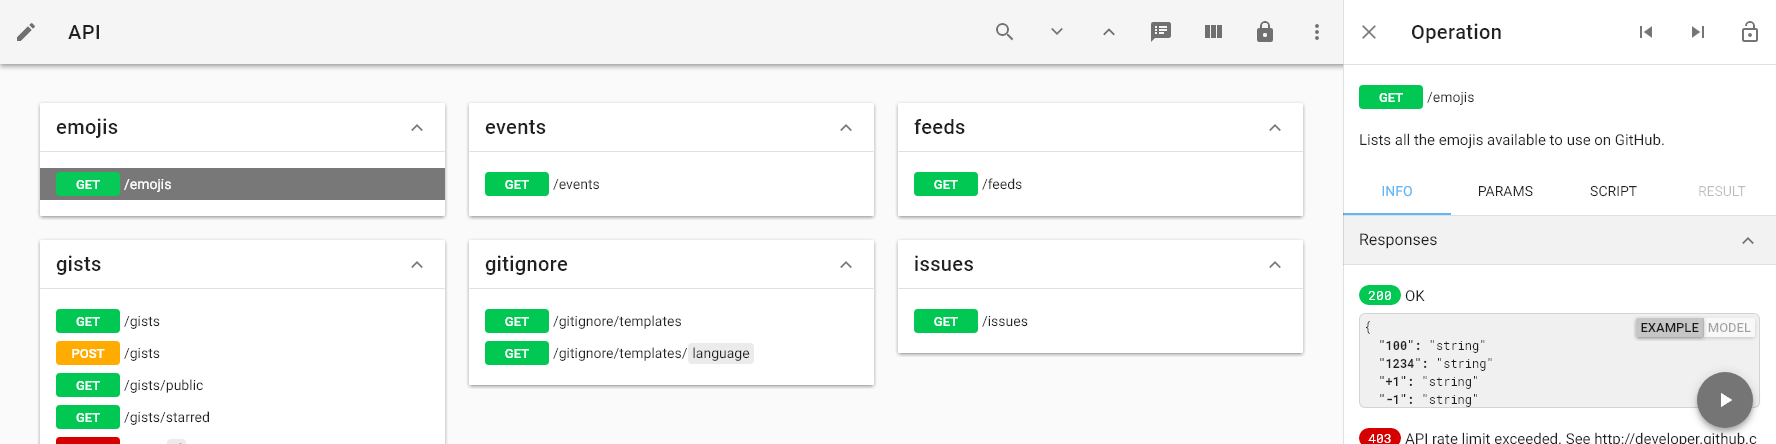 API
Operation
emojis
GET /emojis
events
GET /events
feeds
GET /feeds
gists
GET /gists
POST /gists
GET /gists/public
GET /gists/starred
gitignore
GET /gitignore/templates
GET /gitignore/templates/ language
issues
GET /issues
GET /emojis
Lists all the emojis available to use on GitHub.
INFO PARAMS SCRIPT RESULT
Responses
200 OK
EXAMPLE MODEL
{
"100": "string"
"1234": "string"
"+1": "string"
"-1": "string"
403 API rate limit exceeded. See http://developer.github.c